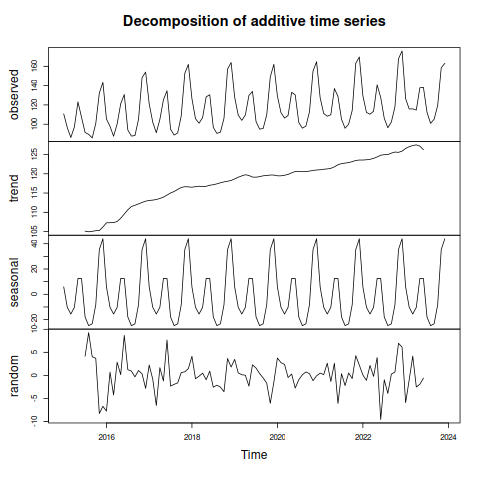 Decomposition of additive time series
observed
100 120 140 160
trend
105 110 115 120 125
seasonal
-20 0 20 40
random
-10 -5 0 5
2016 2018 2020 2022 2024
Time